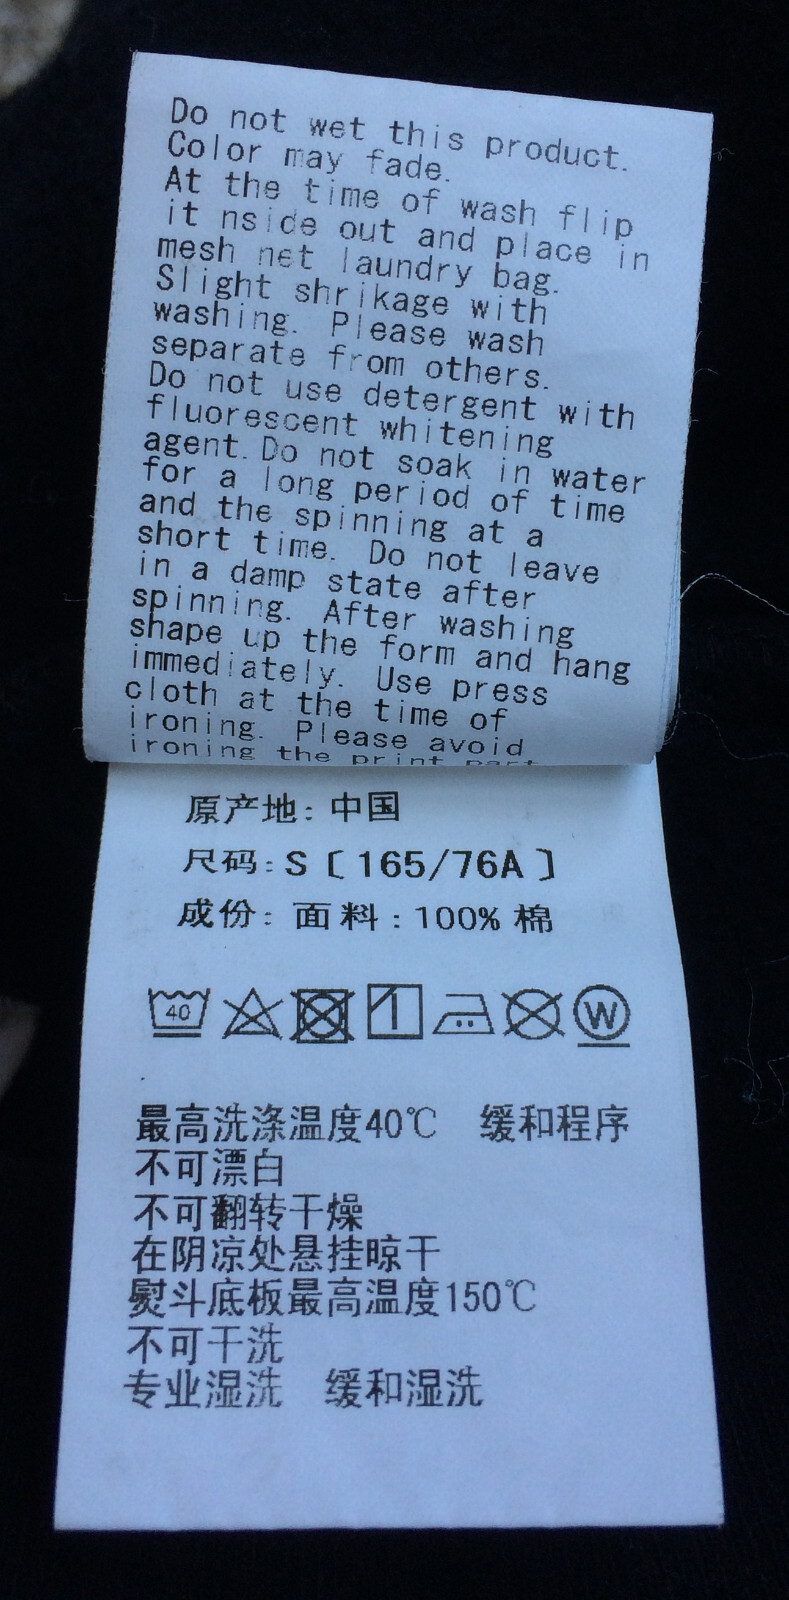 Do not wet this product.
Color may fade.
At the time of wash flip
it nside out and place in
mesh net laundry bag.
Slight shrikage with
washing. Please wash
separate from others.
Do not use detergent with
fluorescent whitening
agent. Do not soak in water
for a long period of time
and the spinning at a
short time. Do not leave
in a damp state after
spinning. After washing
shape up the form and hang
immediately. Use press
cloth at the time of
ironing. Please avoid
ironing the print part
原产地: 中国
尺码: S〔165/76A〕
成份: 面料: 100% 棉
40 W
最高洗涤温度40℃ 缓和程序
不可漂白
不可翻转干燥
在阴凉处悬挂晾干
熨斗底板最高温度150℃
不可干洗
专业湿洗 缓和湿洗